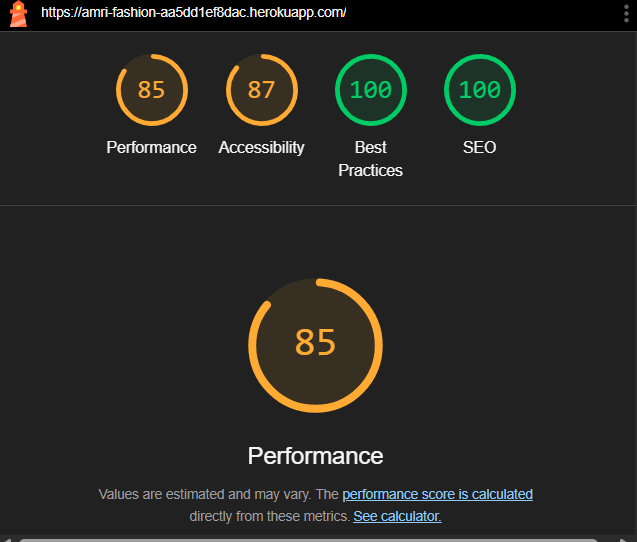 https://amri-fashion-aa5dd1ef8dac.herokuapp.com/
85 87 100 100
Performance Accessibility Best Practices SEO
85
Performance
Values are estimated and may vary. The performance score is calculated
directly from these metrics. See calculator.